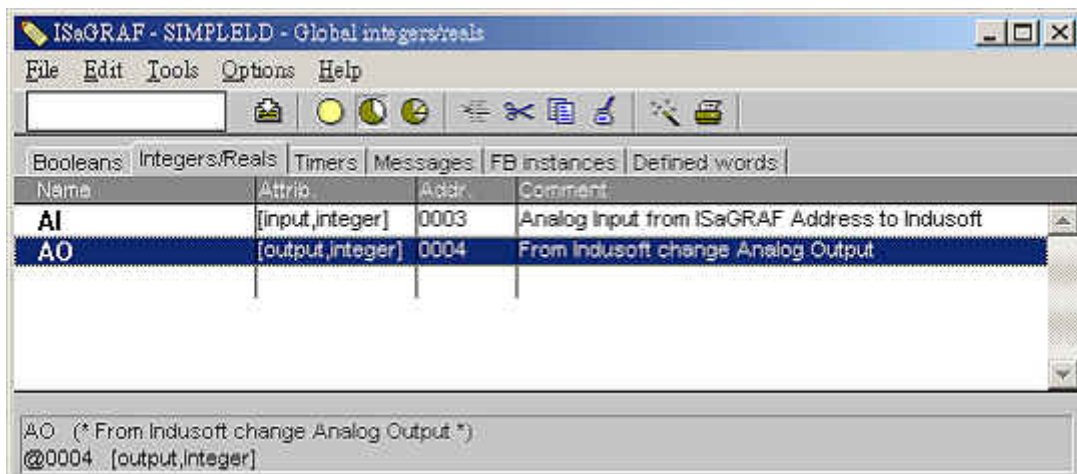 ISaGRAF - SIMPLELD - Global integers/reals
File Edit Tools Options Help
Booleans Integers/Reals Timers Messages FB instances Defined words
Name Attrib. Addr. Comment
AI [input,integer] 0003 Analog Input from ISaGRAF Address to Indusoft
AO [output,integer] 0004 From Indusoft change Analog Output
AO (* From Indusoft change Analog Output *)
@0004 [output,integer]